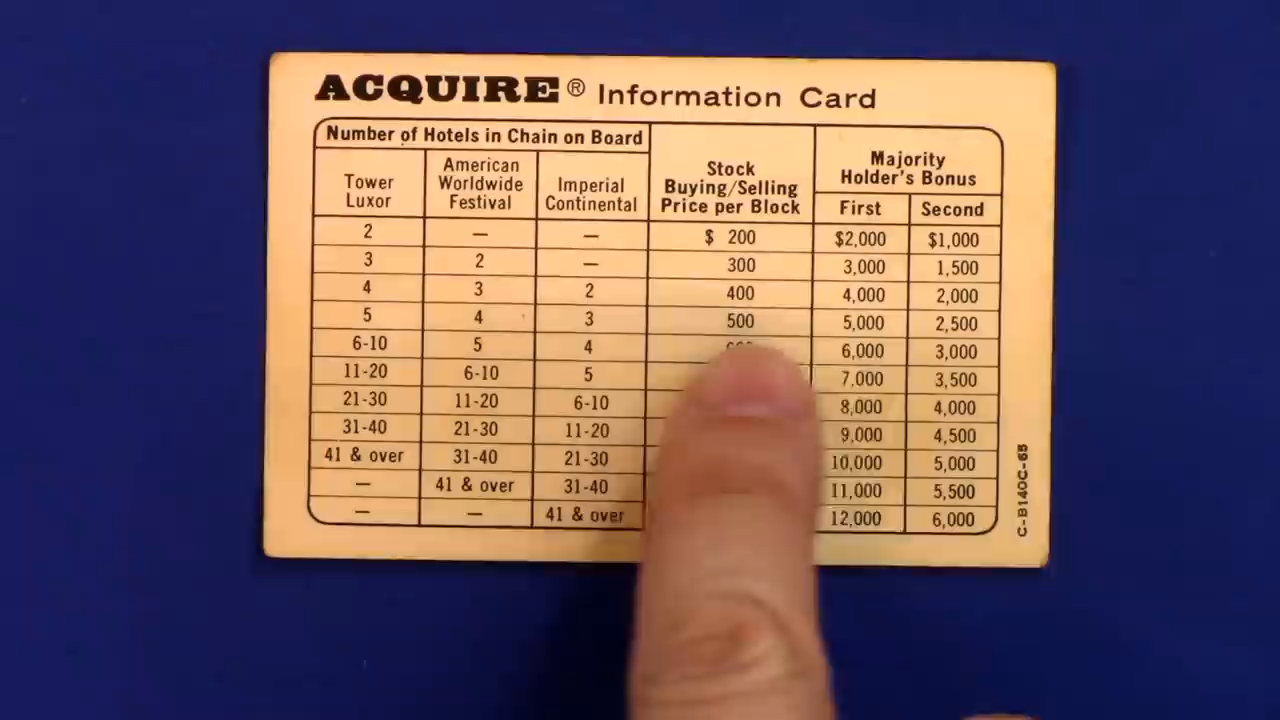 ACQUIRE® Information Card
Number of Hotels in Chain on Board
Tower Luxor
American Worldwide Festival
Imperial Continental
Stock Buying/Selling Price per Block
Majority Holder's Bonus
First Second
2 — — $ 200 $2,000 $1,000
3 2 — 300 3,000 1,500
4 3 2 400 4,000 2,000
5 4 3 500 5,000 2,500
6-10 5 4 6,000 3,000
11-20 6-10 5 7,000 3,500
21-30 11-20 6-10 8,000 4,000
31-40 21-30 11-20 9,000 4,500
41 & over 31-40 21-30 10,000 5,000
— 41 & over 31-40 11,000 5,500
— — 41 & over 12,000 6,000
C-B140C-65